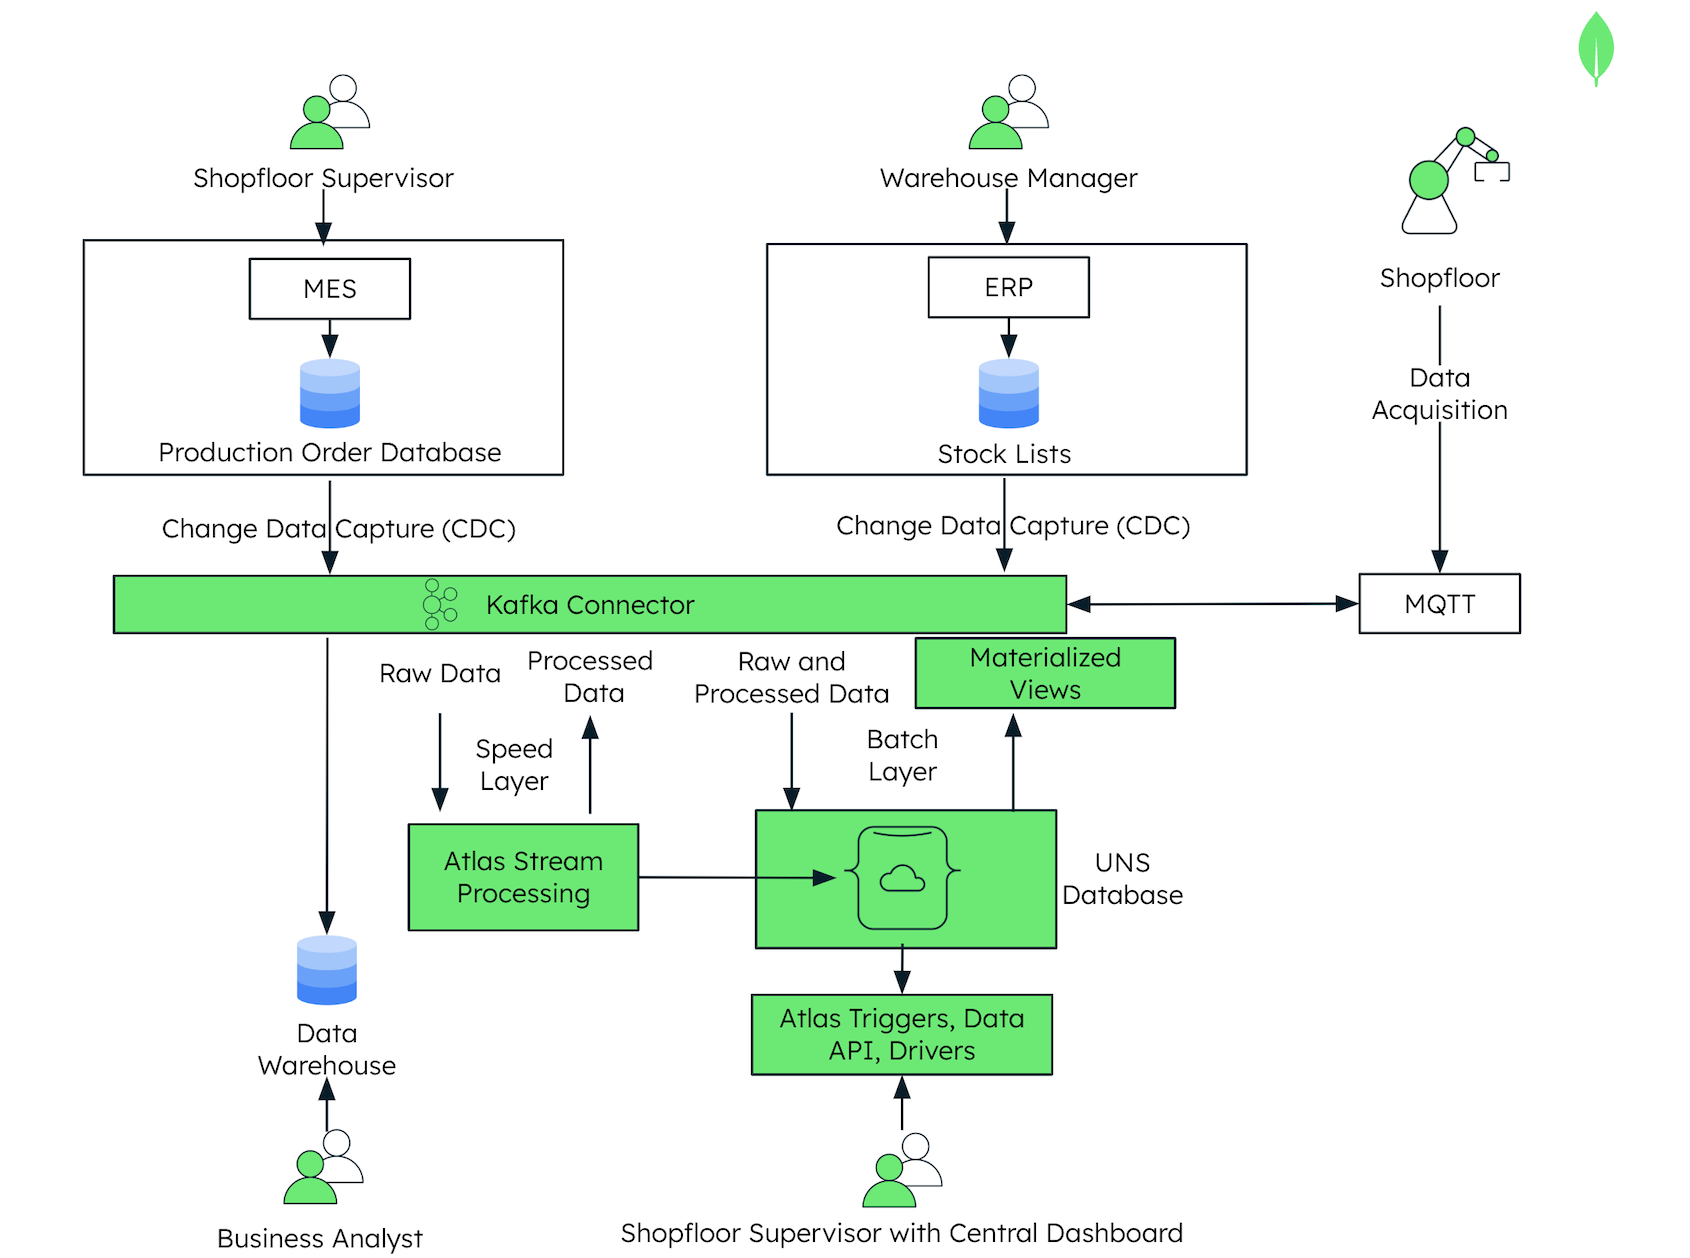 Shopfloor Supervisor
Warehouse Manager
Shopfloor
MES
ERP
Production Order Database
Stock Lists
Data
Acquisition
Change Data Capture (CDC)
Change Data Capture (CDC)
Kafka Connector
MQTT
Raw Data
Processed
Data
Raw and
Processed Data
Materialized
Views
Speed
Layer
Batch
Layer
Atlas Stream
Processing
UNS
Database
Data
Warehouse
Atlas Triggers, Data
API, Drivers
Business Analyst
Shopfloor Supervisor with Central Dashboard